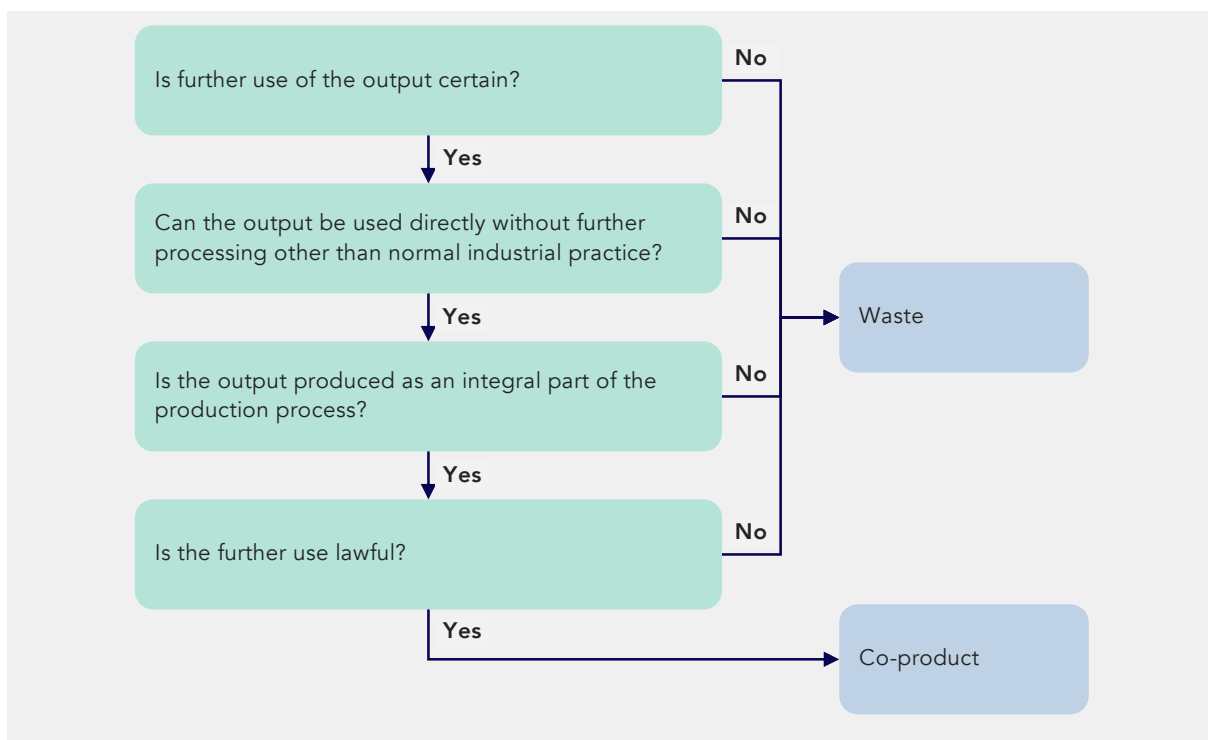 Is further use of the output certain?
No
Yes
Can the output be used directly without further
processing other than normal industrial practice?
No
Yes
Waste
Is the output produced as an integral part of the
production process?
No
Yes
Is the further use lawful?
No
Yes
Co-product